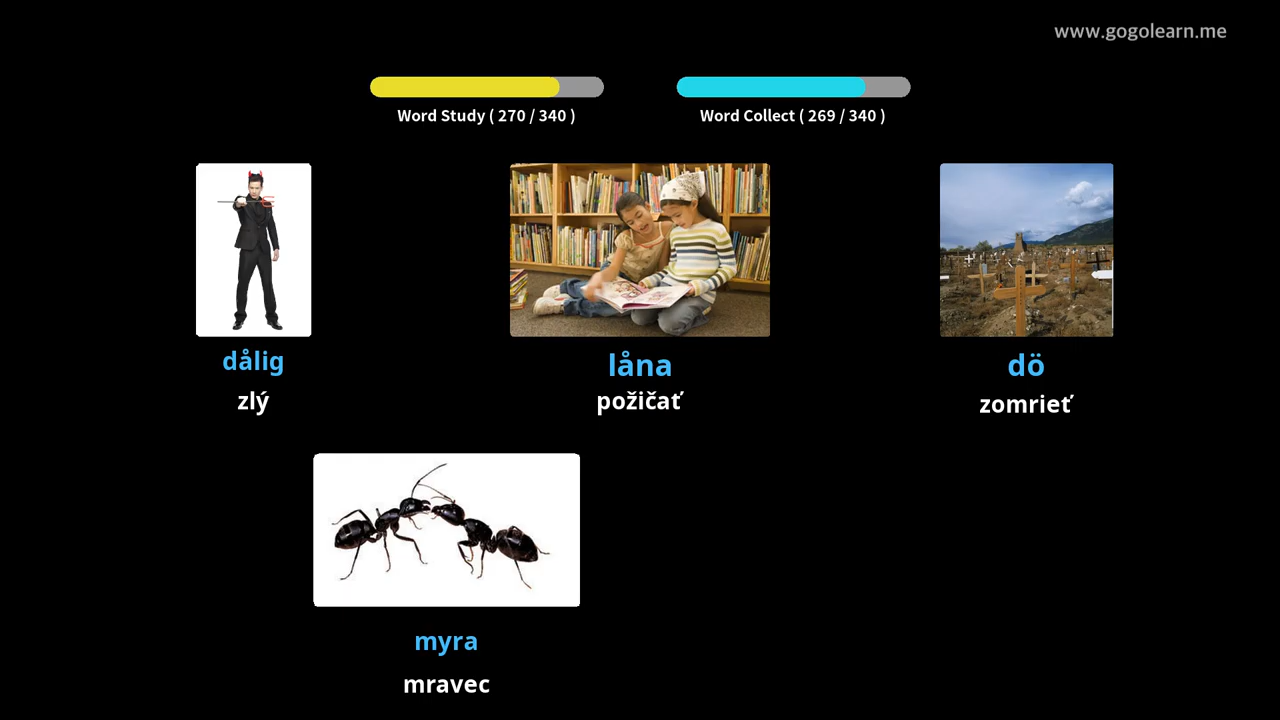 www.gogolearn.me
Word Study ( 270 / 340 )
Word Collect ( 269 / 340 )
dålig
zlý
låna
požičať
dö
zomrieť
myra
mravec